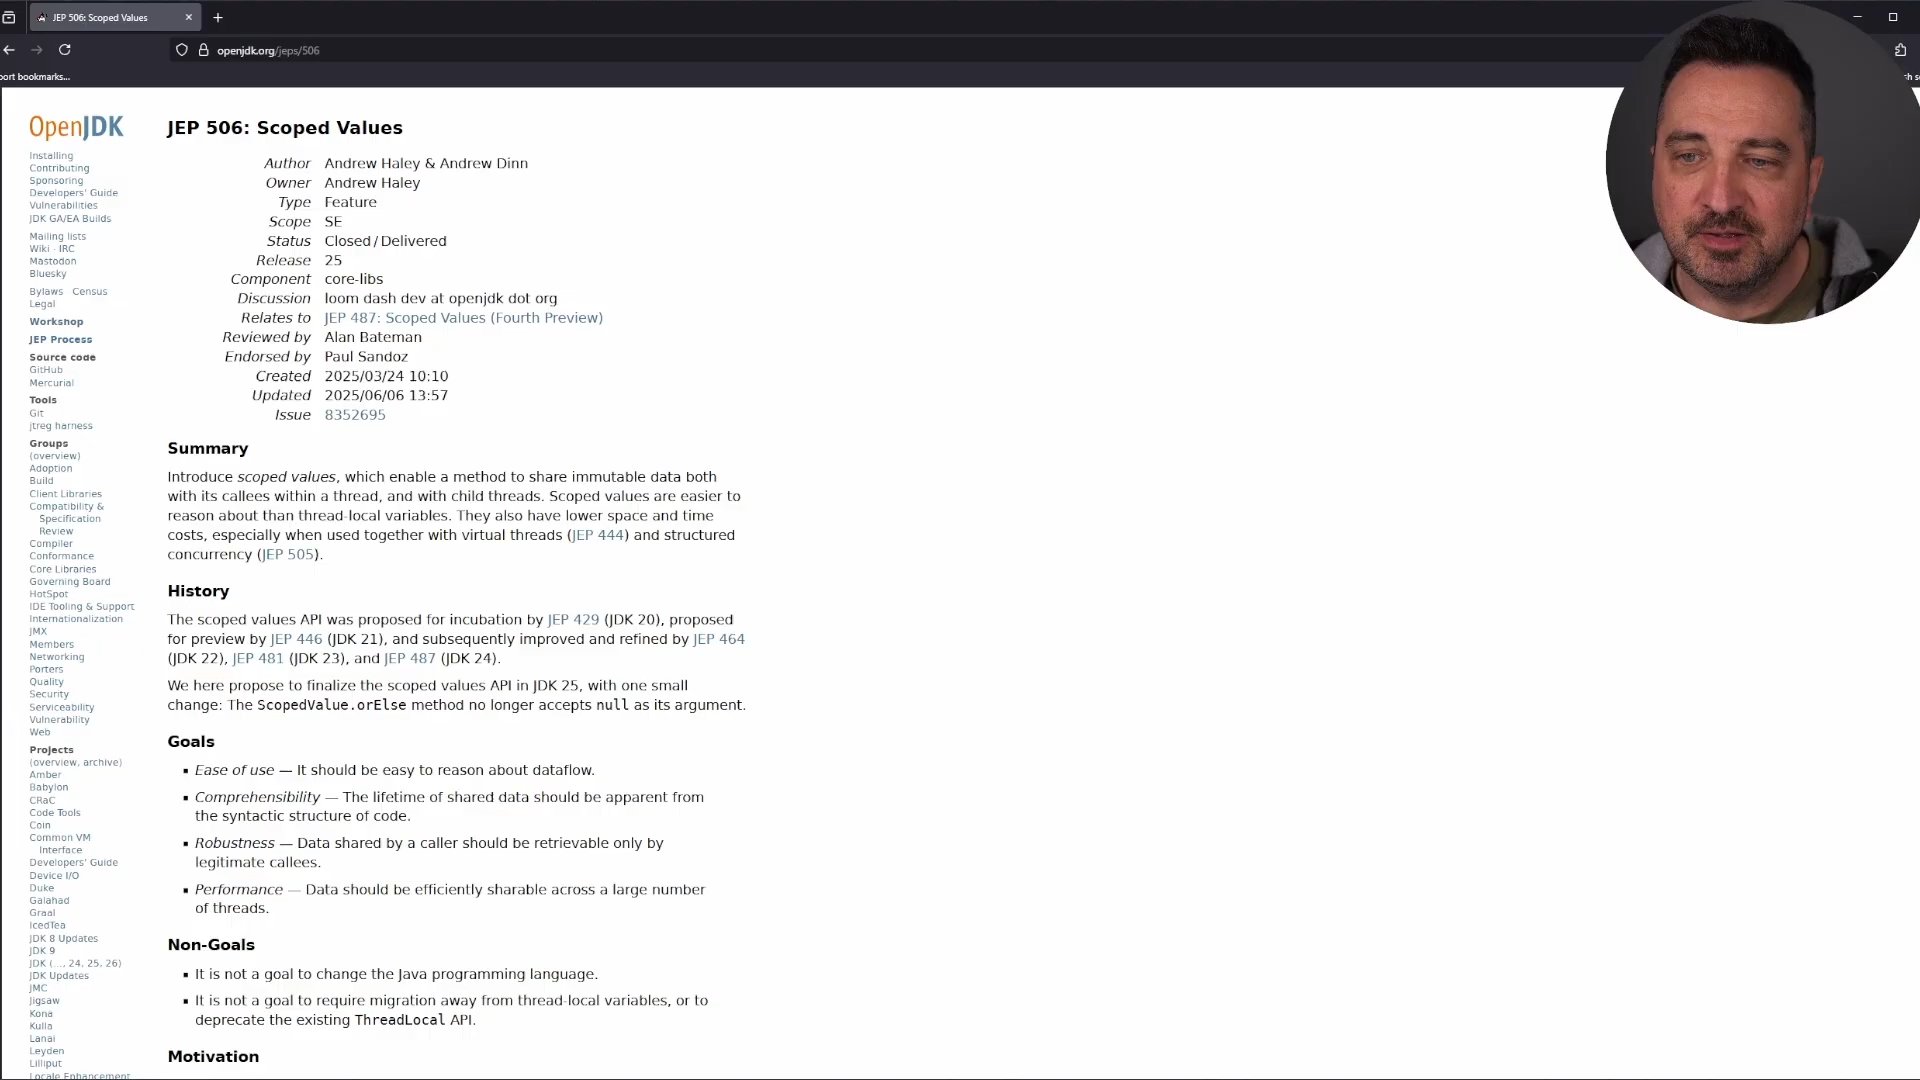 JEP 506: Scoped Values
openjdk.org/jeps/506
port bookmarks...
OpenJDK
Installing
Contributing
Sponsoring
Developers' Guide
Vulnerabilities
JDK GA/EA Builds
Mailing lists
Wiki · IRC
Mastodon
Bluesky
Bylaws Census
Legal
Workshop
JEP Process
Source code
GitHub
Mercurial
Tools
Git
jtreg harness
Groups
(overview)
Adoption
Build
Client Libraries
Compatibility &
Specification
Review
Compiler
Conformance
Core Libraries
Governing Board
HotSpot
IDE Tooling & Support
Internationalization
JMX
Members
Networking
Porters
Quality
Security
Serviceability
Vulnerability
Web
Projects
(overview, archive)
Amber
Babylon
CRaC
Code Tools
Coin
Common VM
Interface
Developers' Guide
Device I/O
Duke
Galahad
Graal
IcedTea
JDK 8 Updates
JDK 9
JDK (..., 24, 25, 26)
JDK Updates
JMC
Jigsaw
Kona
Kulla
Lanai
Leyden
Lilliput
Locale Enhancement
JEP 506: Scoped Values
Author Andrew Haley & Andrew Dinn
Owner Andrew Haley
Type Feature
Scope SE
Status Closed / Delivered
Release 25
Component core-libs
Discussion loom dash dev at openjdk dot org
Relates to JEP 487: Scoped Values (Fourth Preview)
Reviewed by Alan Bateman
Endorsed by Paul Sandoz
Created 2025/03/24 10:10
Updated 2025/06/06 13:57
Issue 8352695
Summary
Introduce scoped values, which enable a method to share immutable data both
with its callees within a thread, and with child threads. Scoped values are easier to
reason about than thread-local variables. They also have lower space and time
costs, especially when used together with virtual threads (JEP 444) and structured
concurrency (JEP 505).
History
The scoped values API was proposed for incubation by JEP 429 (JDK 20), proposed
for preview by JEP 446 (JDK 21), and subsequently improved and refined by JEP 464
(JDK 22), JEP 481 (JDK 23), and JEP 487 (JDK 24).
We here propose to finalize the scoped values API in JDK 25, with one small
change: The ScopedValue.orElse method no longer accepts null as its argument.
Goals
▪ Ease of use — It should be easy to reason about dataflow.
▪ Comprehensibility — The lifetime of shared data should be apparent from
the syntactic structure of code.
▪ Robustness — Data shared by a caller should be retrievable only by
legitimate callees.
▪ Performance — Data should be efficiently sharable across a large number
of threads.
Non-Goals
▪ It is not a goal to change the Java programming language.
▪ It is not a goal to require migration away from thread-local variables, or to
deprecate the existing ThreadLocal API.
Motivation